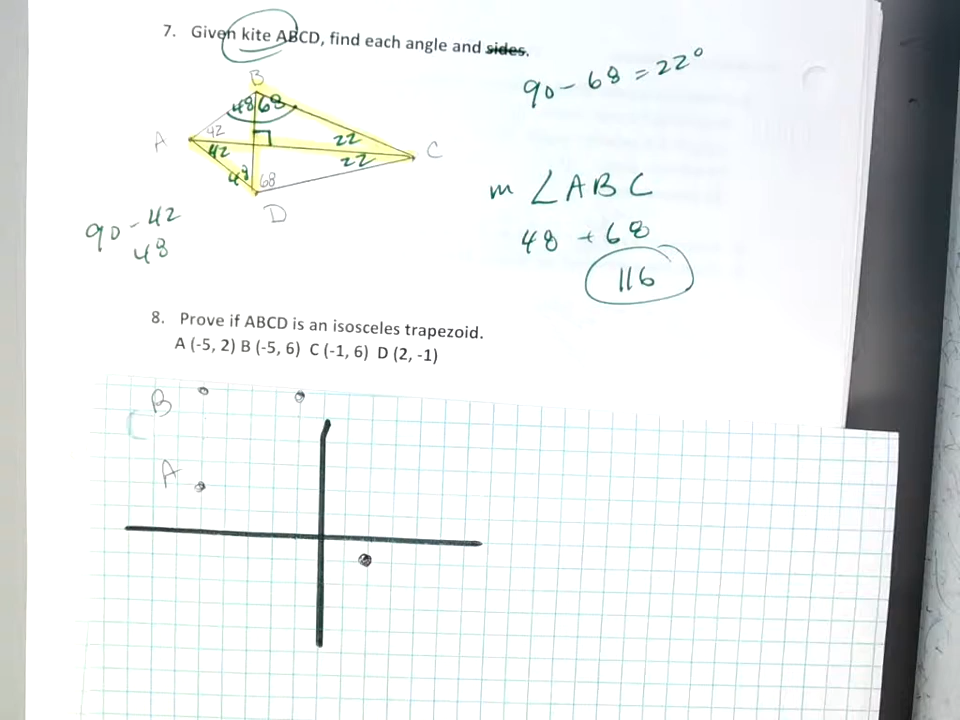 7. Given kite ABCD, find each angle and sides.
90 - 68 = 22°
B
48 68
A 42 22 C
42 22
48 68
D
m ∠ABC
90 - 42
48
48 + 68
116
8. Prove if ABCD is an isosceles trapezoid.
A (-5, 2) B (-5, 6) C (-1, 6) D (2, -1)
B
A